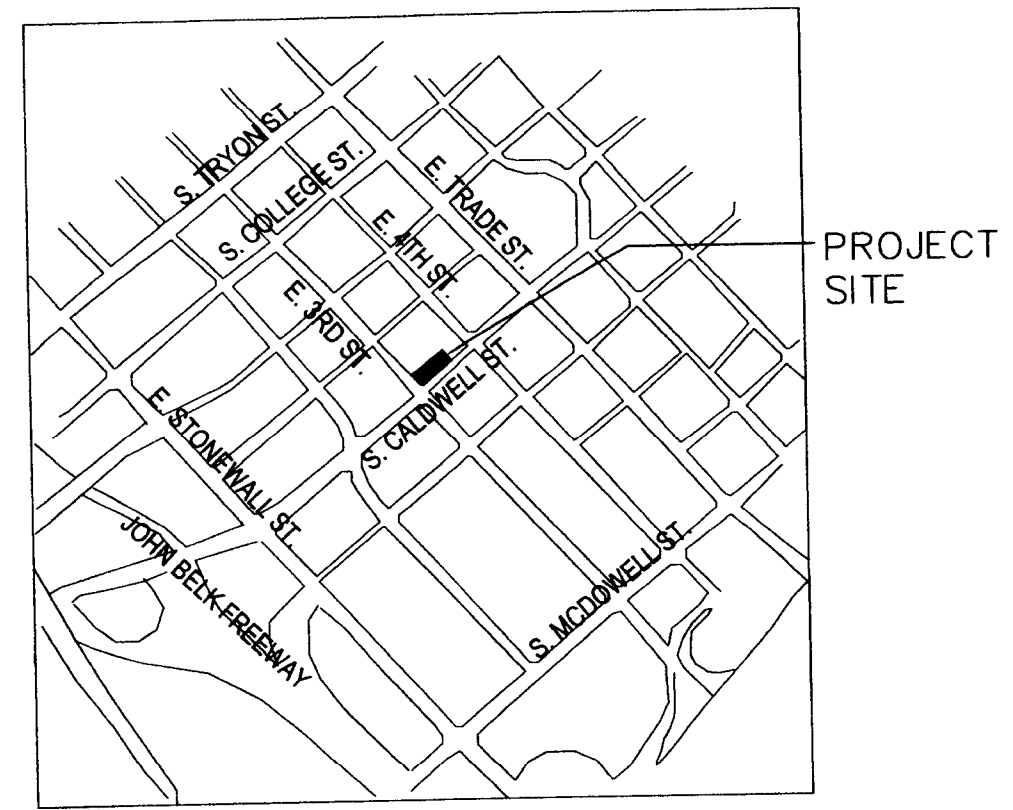 S. TRYON ST.
S. COLLEGE ST.
E. TRADE ST.
E. 4TH ST.
E. 3RD ST.
PROJECT
SITE
S. CALDWELL ST.
E. STONEWALL ST.
JOHN BELK FREEWAY
S. MCDOWELL ST.